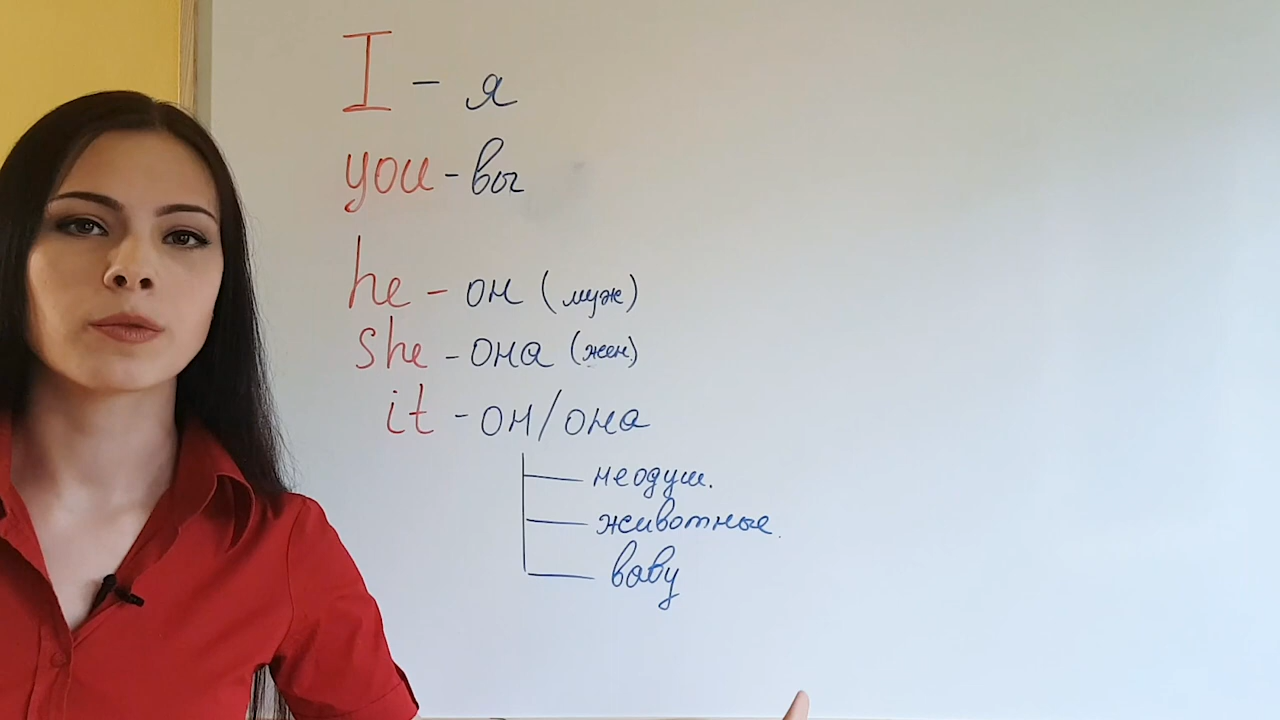 I - я
you - вы
he - он (муж)
she - она (жен)
it - он/она
неодуш.
животные.
baby